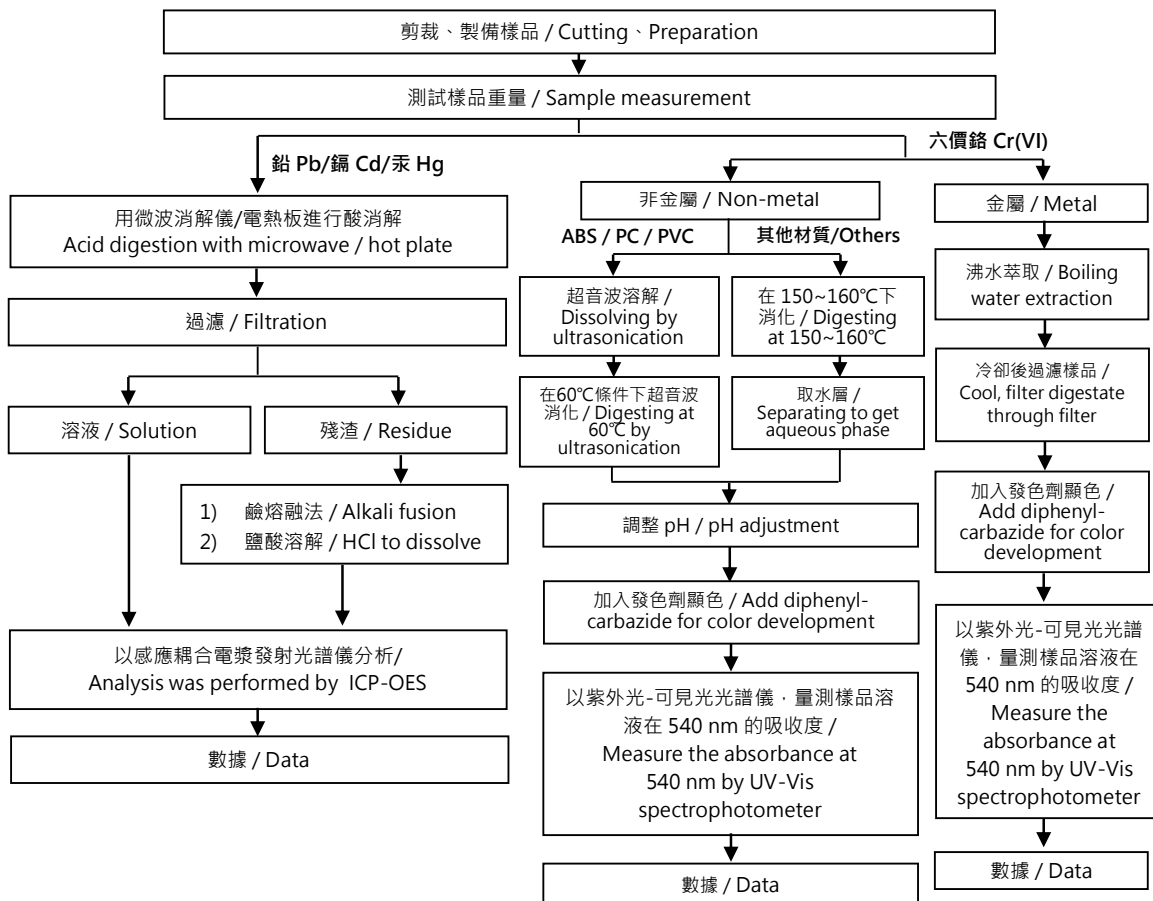 剪裁、製備樣品 / Cutting、Preparation
測試樣品重量 / Sample measurement
鉛 Pb/鎘 Cd/汞 Hg
用微波消解儀/電熱板進行酸消解
Acid digestion with microwave / hot plate
過濾 / Filtration
溶液 / Solution
殘渣 / Residue
1) 鹼熔融法 / Alkali fusion
2) 鹽酸溶解 / HCl to dissolve
以感應耦合電漿發射光譜儀分析/
Analysis was performed by ICP-OES
數據 / Data
六價鉻 Cr(VI)
非金屬 / Non-metal
ABS / PC / PVC
超音波溶解 /
Dissolving by
ultrasonication
在60℃條件下超音波
消化 / Digesting at
60℃ by
ultrasonication
其他材質/Others
在 150~160℃下
消化 / Digesting
at 150~160℃
取水層 /
Separating to get
aqueous phase
調整 pH / pH adjustment
加入發色劑顯色 / Add diphenyl-
carbazide for color development
以紫外光-可見光光譜儀，量測樣品溶
液在 540 nm 的吸收度 /
Measure the absorbance at
540 nm by UV-Vis
spectrophotometer
數據 / Data
金屬 / Metal
沸水萃取 / Boiling
water extraction
冷卻後過濾樣品 /
Cool, filter digestate
through filter
加入發色劑顯色 /
Add diphenyl-
carbazide for color
development
以紫外光-可見光光譜
儀，量測樣品溶液在
540 nm 的吸收度 /
Measure the
absorbance at
540 nm by UV-Vis
spectrophotometer
數據 / Data